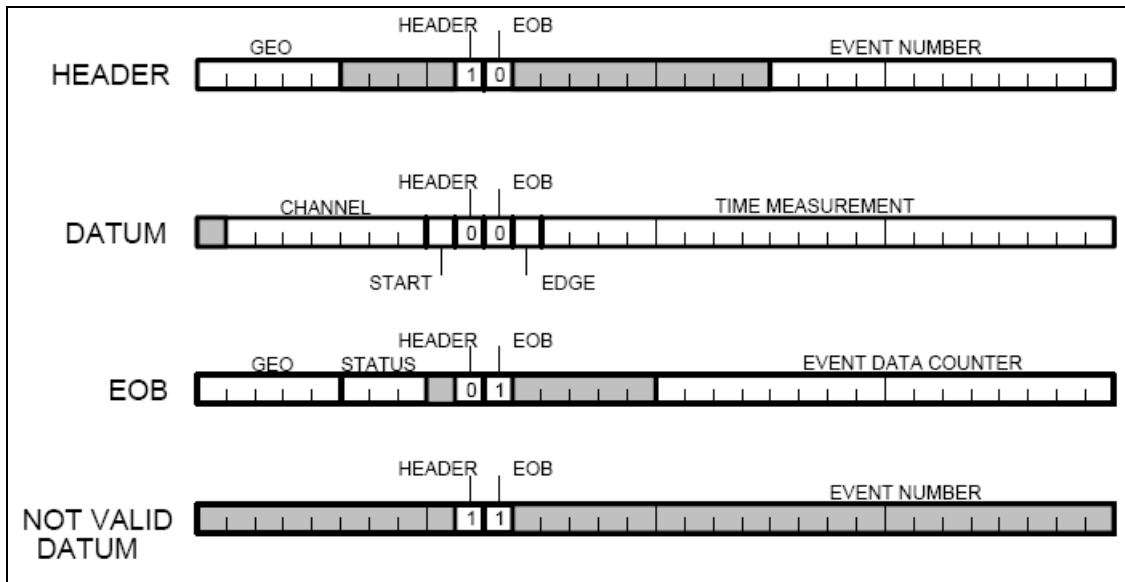 HEADER EOB
GEO EVENT NUMBER
HEADER 1 0
HEADER EOB
CHANNEL TIME MEASUREMENT
DATUM 0 0
START EDGE
HEADER EOB
GEO STATUS EVENT DATA COUNTER
EOB 0 1
HEADER EOB
EVENT NUMBER
NOT VALID 1 1
DATUM